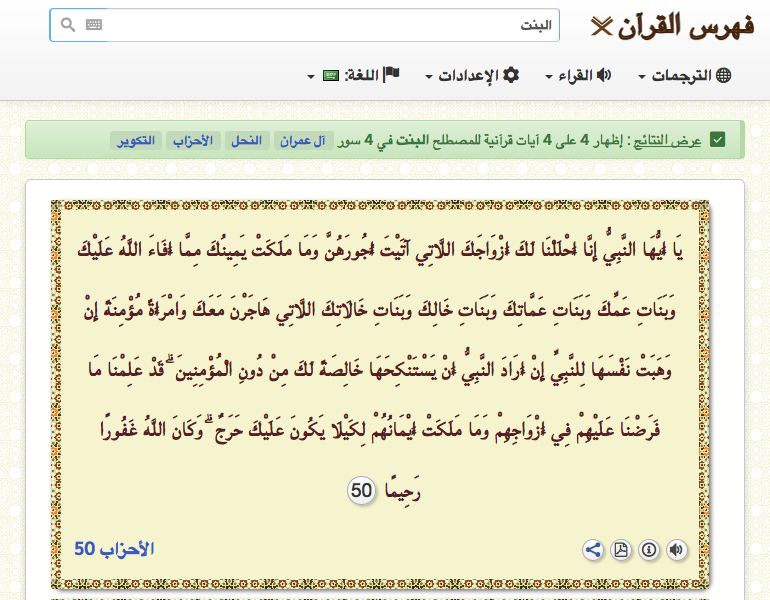 فهرس القرآن
البنت
الترجمات القراء الإعدادات اللغة:
عرض النتائج : إظهار 4 على 4 آيات قرآنية للمصطلح البنت في 4 سور آل عمران النحل الأحزاب التكوير
يَا أَيُّهَا النَّبِيُّ إِنَّا أَحْلَلْنَا لَكَ أَزْوَاجَكَ اللَّاتِي آتَيْتَ أُجُورَهُنَّ وَمَا مَلَكَتْ يَمِينُكَ مِمَّا أَفَاءَ اللَّهُ عَلَيْكَ
وَبَنَاتِ عَمِّكَ وَبَنَاتِ عَمَّاتِكَ وَبَنَاتِ خَالِكَ وَبَنَاتِ خَالَاتِكَ اللَّاتِي هَاجَرْنَ مَعَكَ وَامْرَأَةً مُؤْمِنَةً إِنْ
وَهَبَتْ نَفْسَهَا لِلنَّبِيِّ إِنْ أَرَادَ النَّبِيُّ أَنْ يَسْتَنْكِحَهَا خَالِصَةً لَكَ مِنْ دُونِ الْمُؤْمِنِينَ ۗ قَدْ عَلِمْنَا مَا
فَرَضْنَا عَلَيْهِمْ فِي أَزْوَاجِهِمْ وَمَا مَلَكَتْ أَيْمَانُهُمْ لِكَيْلَا يَكُونَ عَلَيْكَ حَرَجٌ ۗ وَكَانَ اللَّهُ غَفُورًا
رَحِيمًا 50
الأحزاب 50